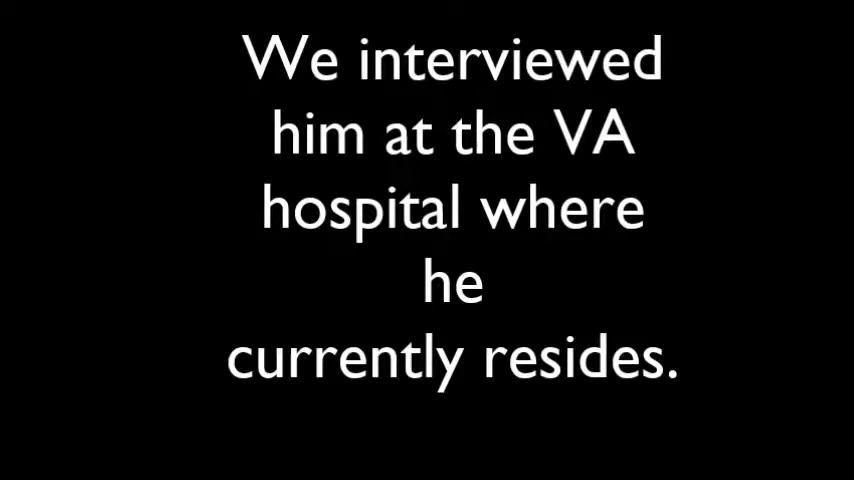 We interviewed
him at the VA
hospital where
he
currently resides.